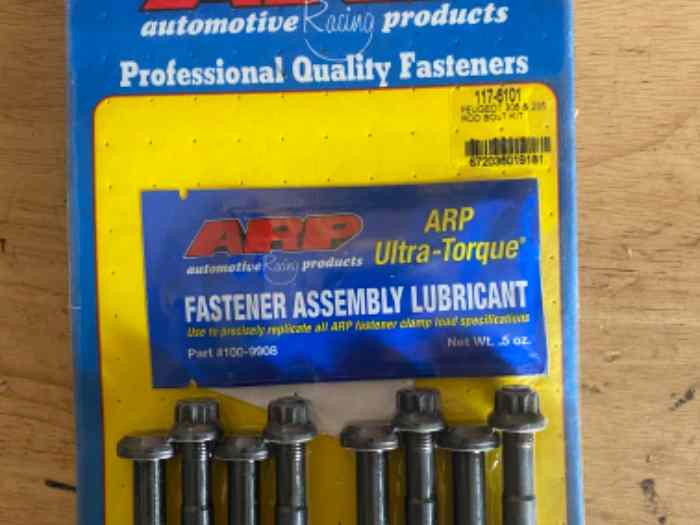 ARP
automotive Racing products
Professional Quality Fasteners
117-6101
PEUGEOT 306 & 205
ROD BOLT KIT
672036019181
ARP
automotive Racing products
ARP
Ultra-Torque®
FASTENER ASSEMBLY LUBRICANT
Use to precisely replicate all ARP fastener clamp load specifications
Part #100-9908
Net Wt. .5 oz.